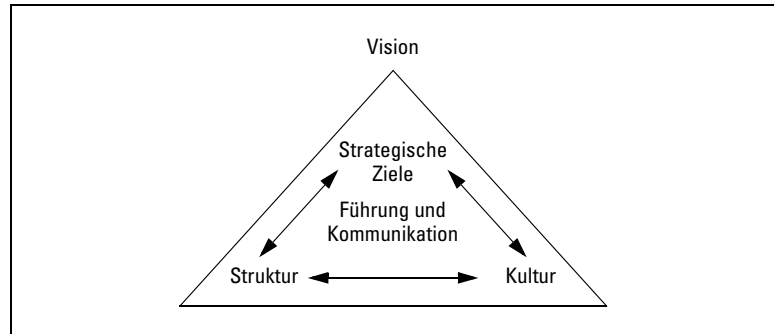 Vision
Strategische
Ziele
Führung und
Kommunikation
Struktur
Kultur